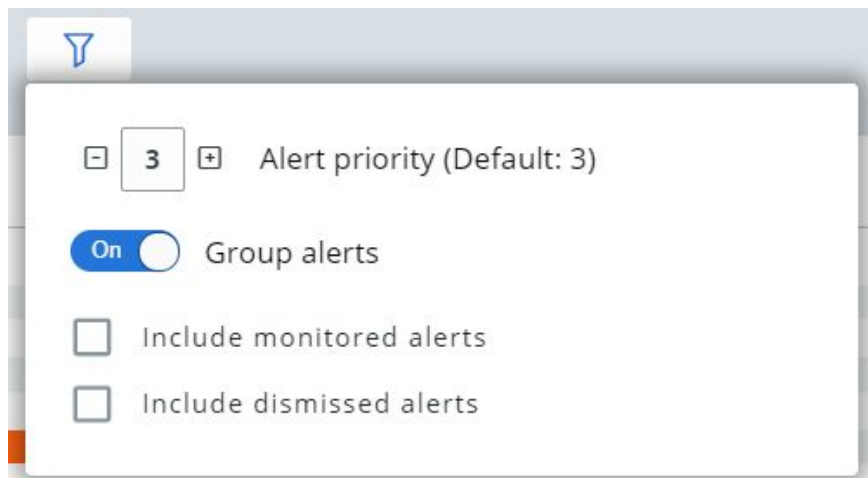 3 Alert priority (Default: 3)
On Group alerts
Include monitored alerts
Include dismissed alerts